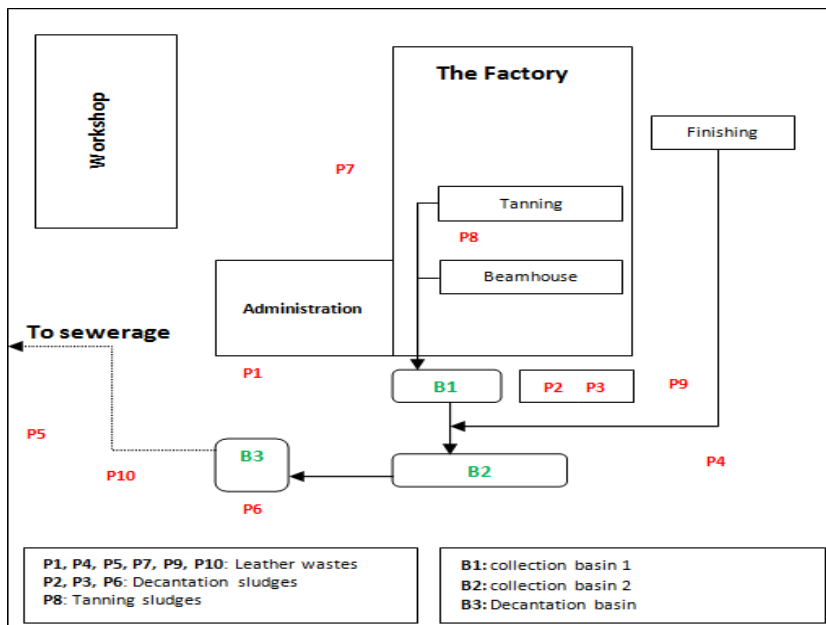 The Factory
Workshop
Finishing
P7
Tanning
P8
Beamhouse
Administration
To sewerage
P1
B1
P2 P3
P9
P5
B3
B2
P4
P10
P6
P1, P4, P5, P7, P9, P10: Leather wastes
P2, P3, P6: Decantation sludges
P8: Tanning sludges
B1: collection basin 1
B2: collection basin 2
B3: Decantation basin